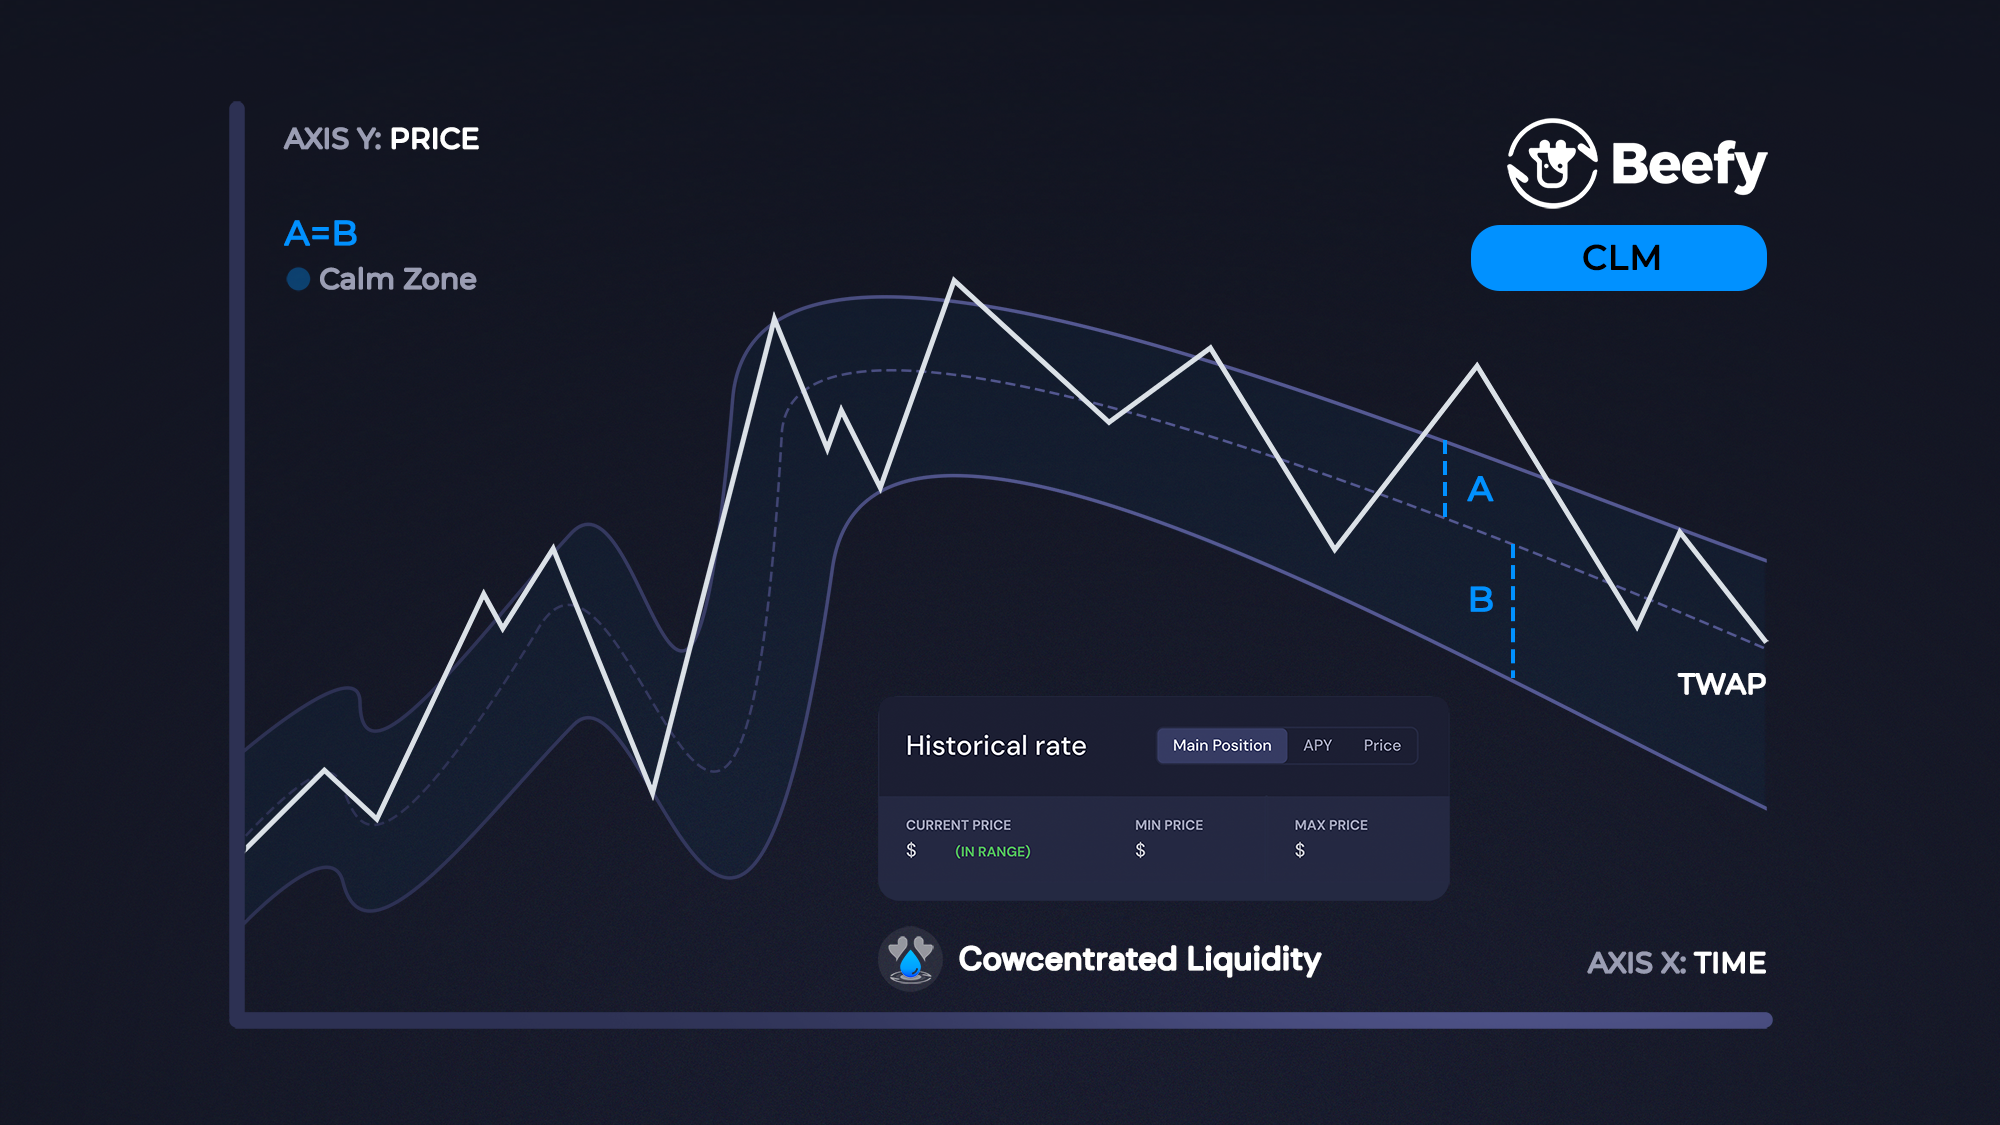 AXIS Y: PRICE
A=B
Calm Zone
Beefy
CLM
A
B
TWAP
Historical rate
Main Position APY Price
CURRENT PRICE MIN PRICE MAX PRICE
$ (IN RANGE) $ $
Cowcentrated Liquidity
AXIS X: TIME